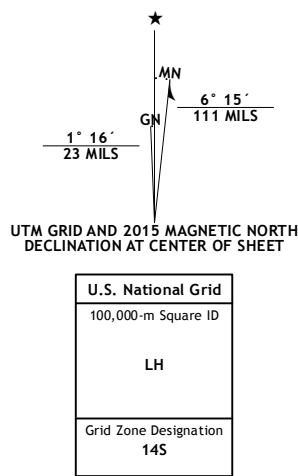 ★
MN
GN
6° 15´
111 MILS
1° 16´
23 MILS
UTM GRID AND 2015 MAGNETIC NORTH
DECLINATION AT CENTER OF SHEET
U.S. National Grid
100,000-m Square ID
LH
Grid Zone Designation
14S